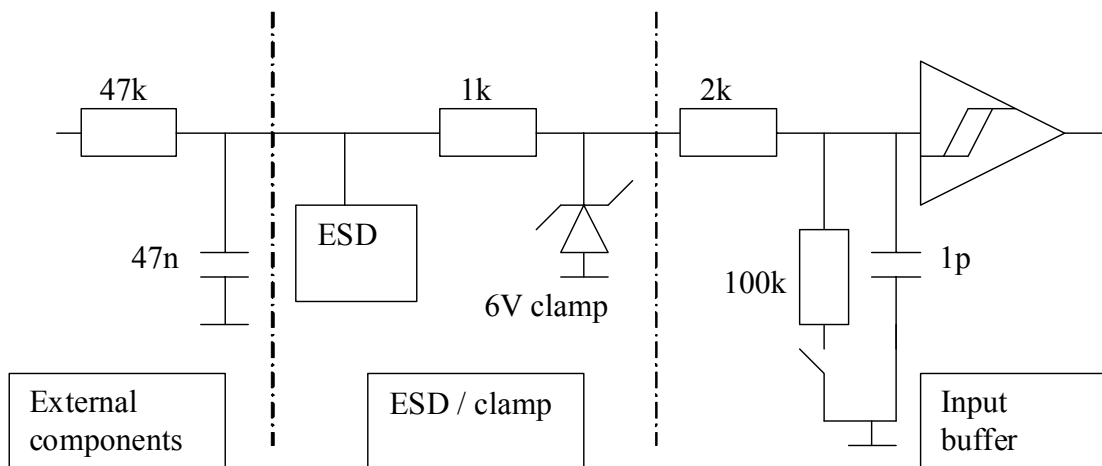 47k
1k
2k
ESD
47n
6V clamp
100k
1p
External
components
ESD / clamp
Input
buffer